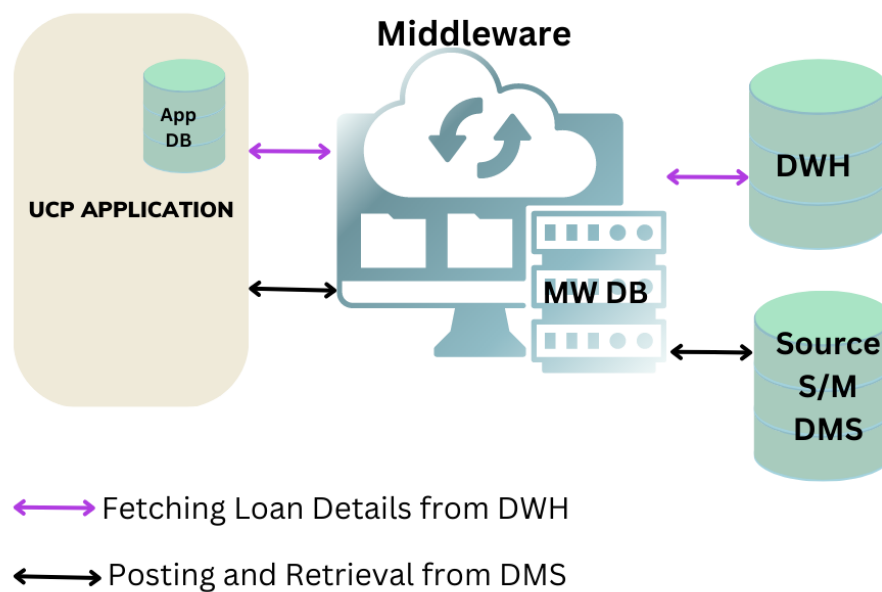 Middleware
App
DB
UCP APPLICATION
DWH
MW DB
Source
S/M
DMS
Fetching Loan Details from DWH
Posting and Retrieval from DMS